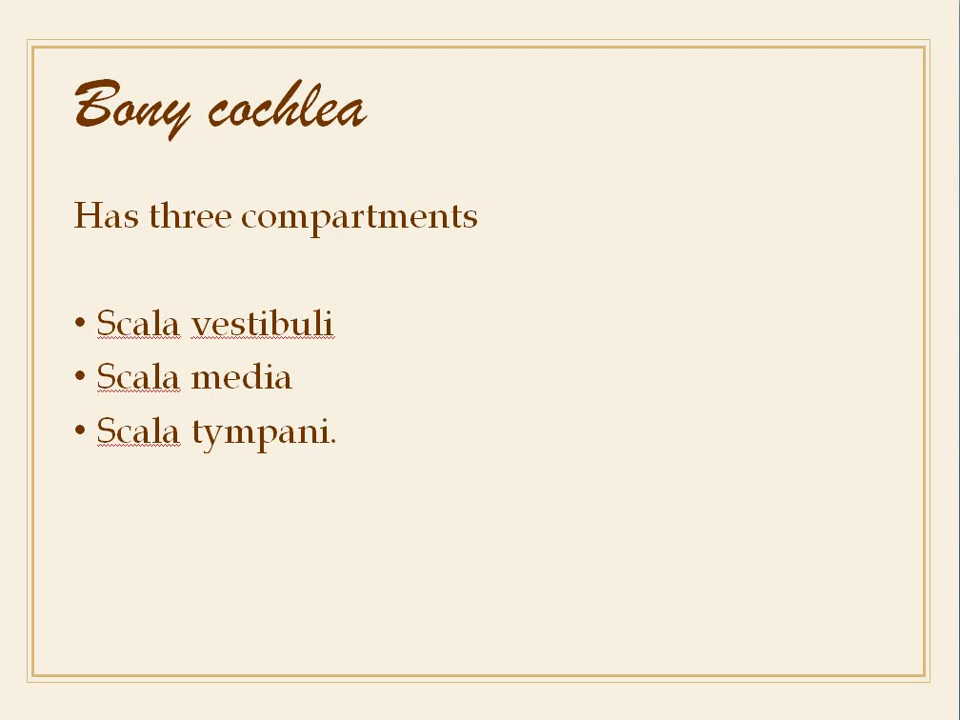 Bony cochlea
Has three compartments
• Scala vestibuli
• Scala media
• Scala tympani.